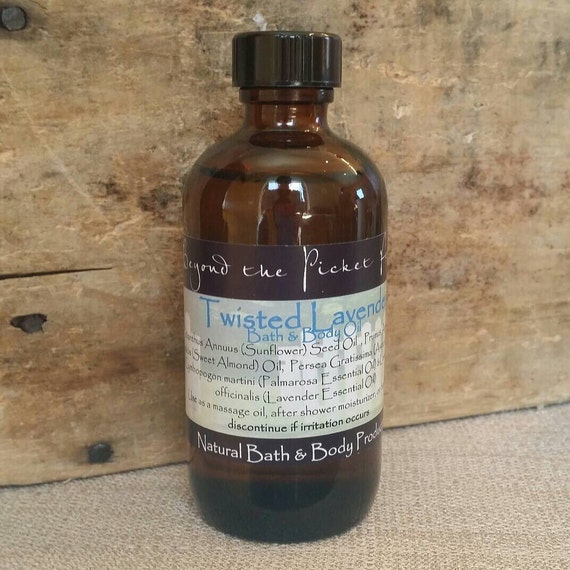 Beyond the Picket
Twisted Lavende
Bath & Body Oil
anthus Annuus (Sunflower) Seed Oil, Prunus
(Sweet Almond) Oil, Persea Gratissima
bopogon martini (Palmarosa Essential Oil)
officinalis (Lavender Essential Oil)
Use as a massage oil, after shower moisturizer,
discontinue if irritation occurs
Natural Bath & Body Produc